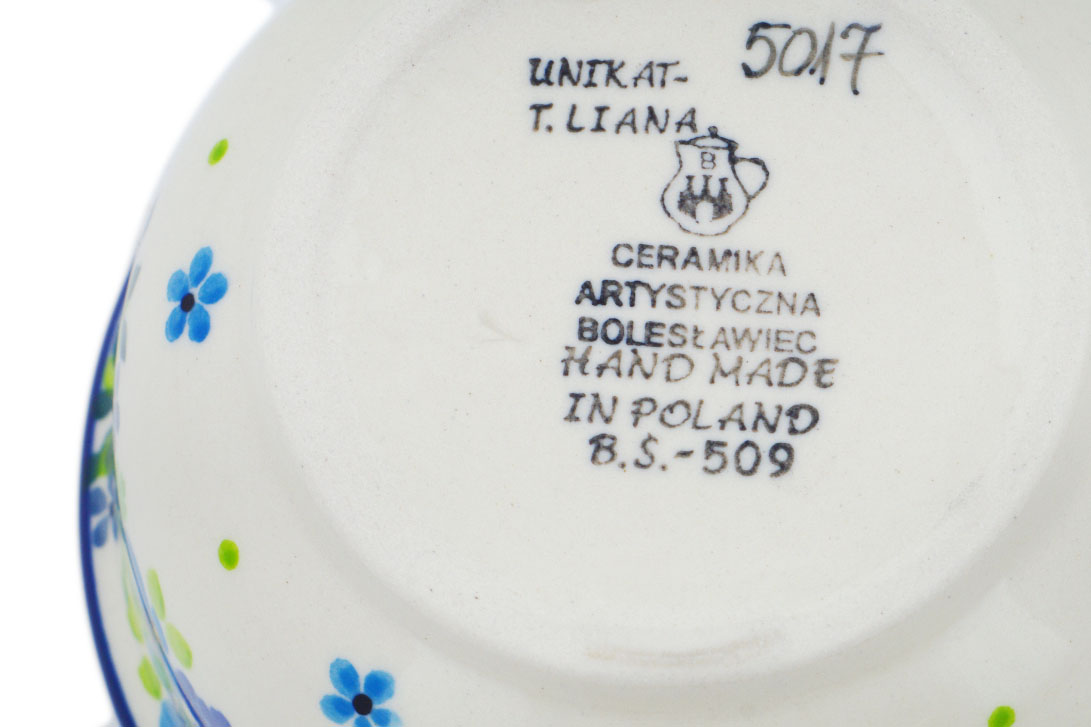 UNIKAT- 5017
T. LIANA
B
CERAMIKA
ARTYSTYCZNA
BOLESŁAWIEC
HAND MADE
IN POLAND
B.Ś.-509